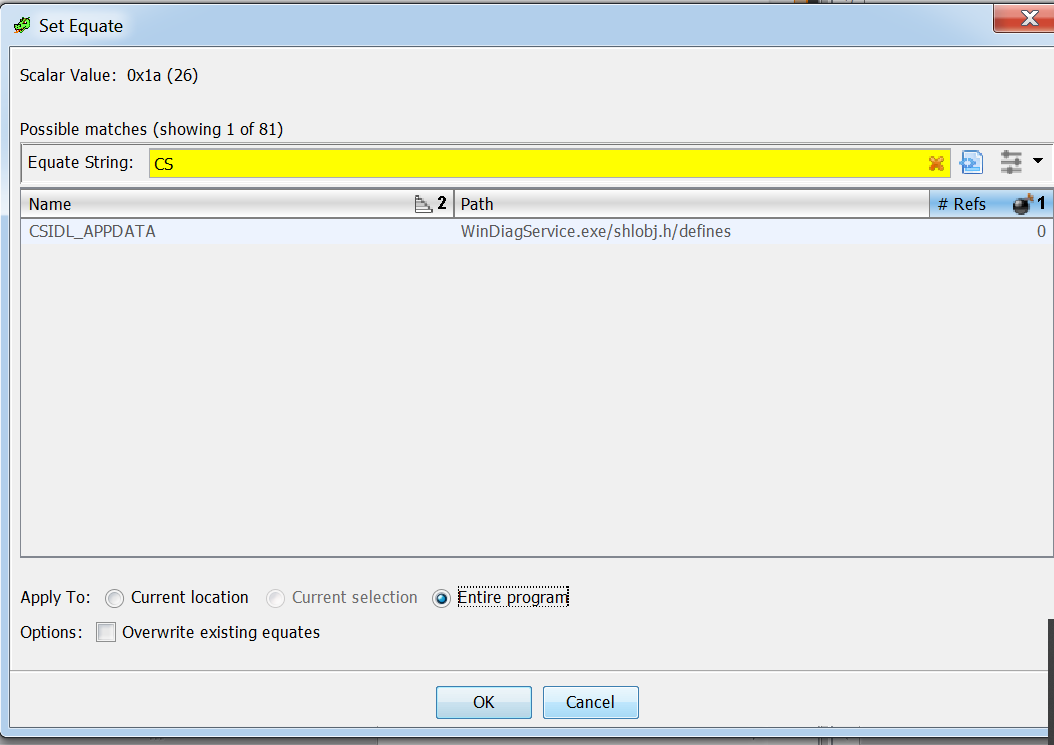 Set Equate
Scalar Value: 0x1a (26)
Possible matches (showing 1 of 81)
Equate String: CS
Name 2 Path # Refs 1
CSIDL_APPDATA WinDiagService.exe/shlobj.h/defines 0
Apply To: Current location Current selection Entire program
Options: Overwrite existing equates
OK Cancel